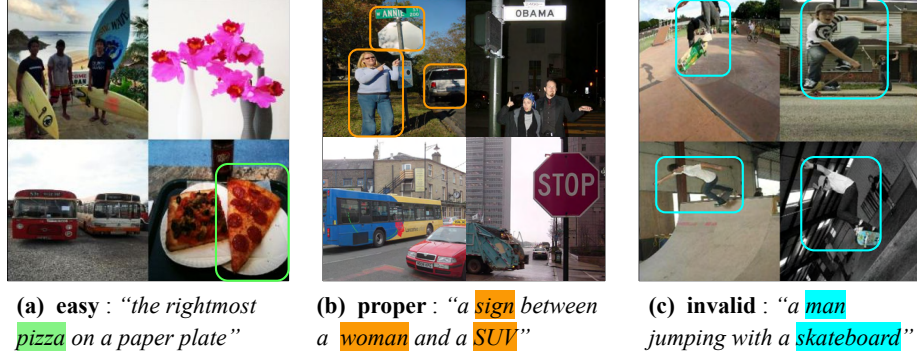 ANNIE
OBAMA
STOP
(a) easy : “the rightmost
pizza on a paper plate”
(b) proper : “a sign between
a woman and a SUV”
(c) invalid : “a man
jumping with a skateboard”